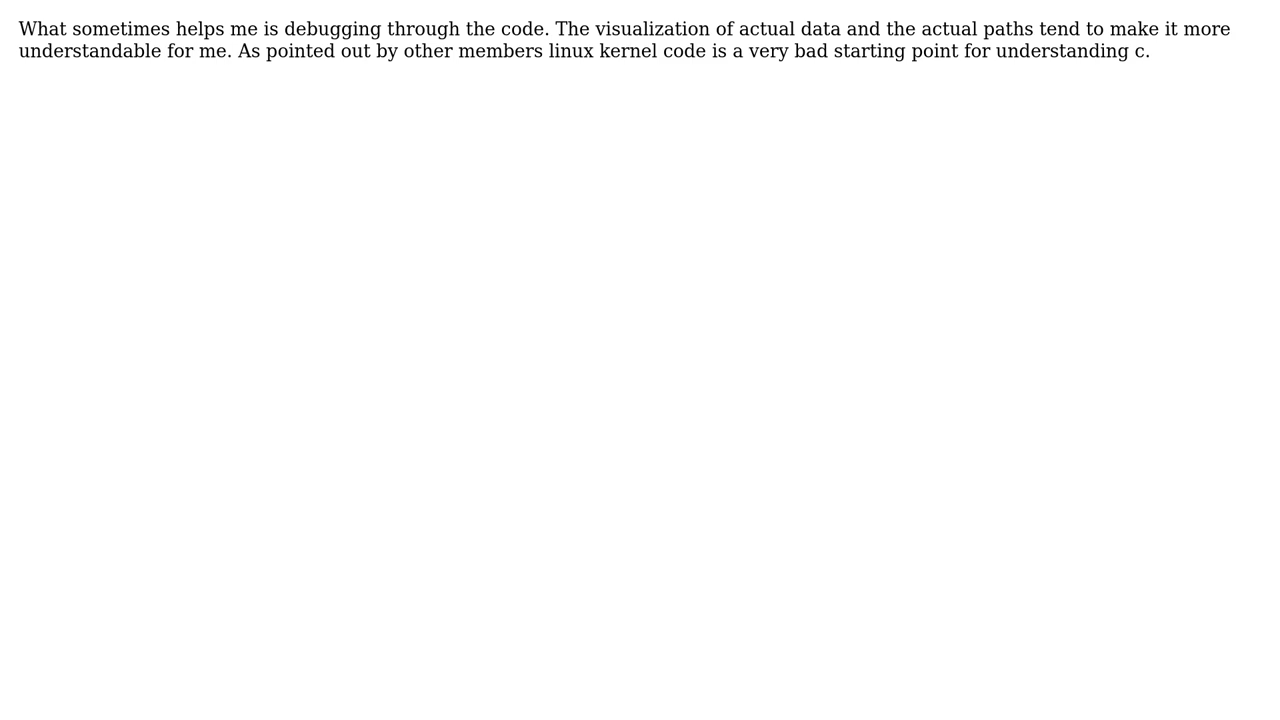 What sometimes helps me is debugging through the code. The visualization of actual data and the actual paths tend to make it more
understandable for me. As pointed out by other members linux kernel code is a very bad starting point for understanding c.